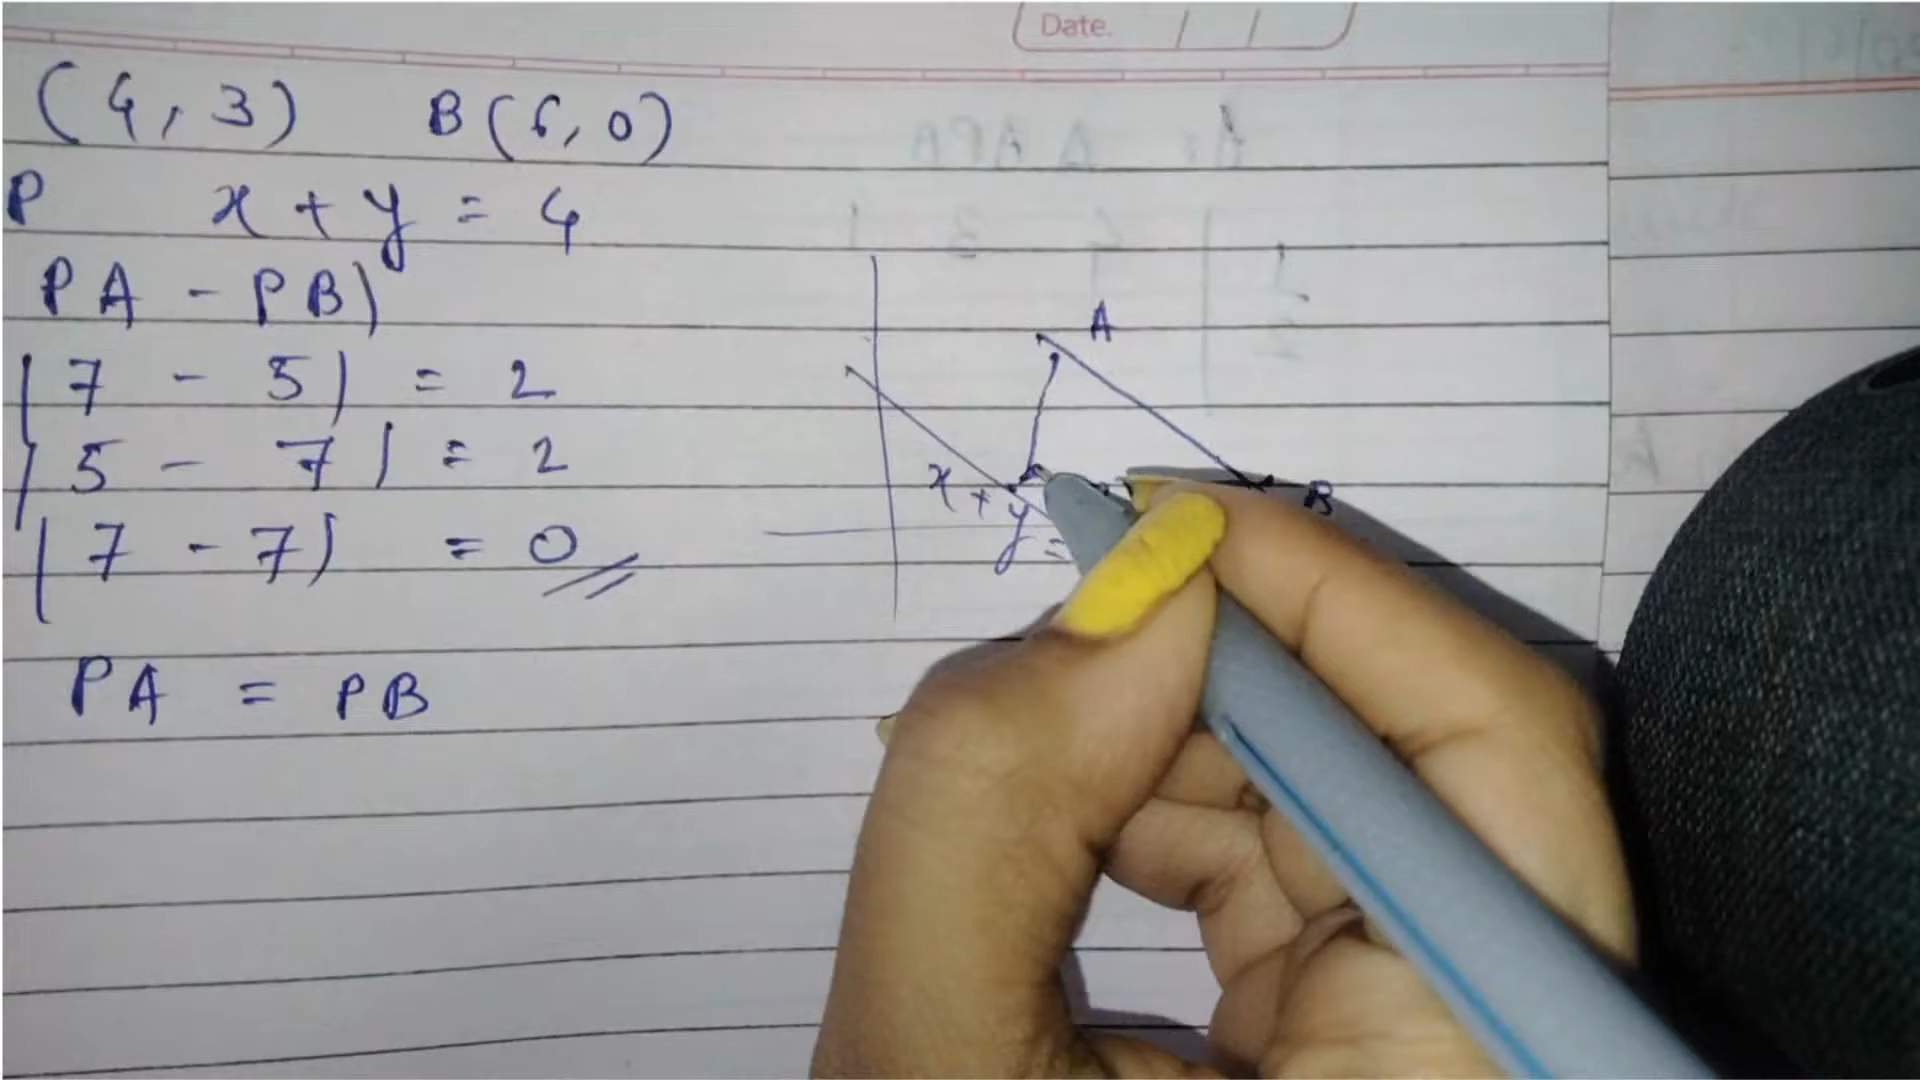 Date.
(4, 3) B(6, 0)
P x + y = 4
PA - PB|
|7 - 5| = 2
|5 - 7| = 2
|7 - 7| = 0
PA = PB
A
B
x + y =